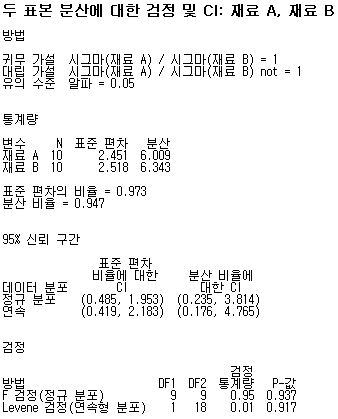 두 표본 분산에 대한 검정 및 CI: 재료 A, 재료 B
방법
귀무 가설 시그마(재료 A) / 시그마(재료 B) = 1
대립 가설 시그마(재료 A) / 시그마(재료 B) not = 1
유의 수준 알파 = 0.05
통계량
변수 N 표준 편차 분산
재료 A 10 2.451 6.009
재료 B 10 2.518 6.343
표준 편차의 비율 = 0.973
분산 비율 = 0.947
95% 신뢰 구간
표준 편차
비율에 대한 분산 비율에
데이터 분포 CI 대한 CI
정규 분포 (0.485, 1.953) (0.235, 3.814)
연속 (0.419, 2.183) (0.176, 4.765)
검정
검정
방법 DF1 DF2 통계량 P-값
F 검정(정규 분포) 9 9 0.95 0.937
Levene 검정(연속형 분포) 1 18 0.01 0.917